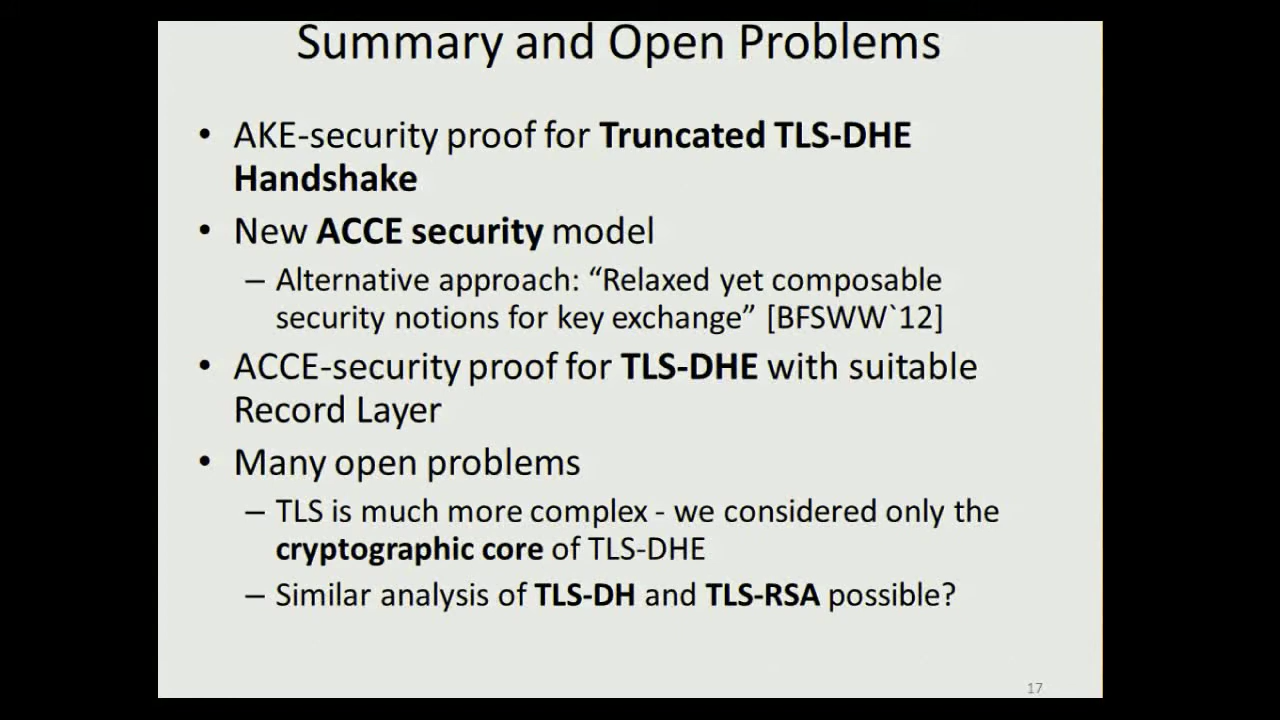 Summary and Open Problems
• AKE-security proof for Truncated TLS-DHE
Handshake
• New ACCE security model
– Alternative approach: “Relaxed yet composable
security notions for key exchange” [BFSWW`12]
• ACCE-security proof for TLS-DHE with suitable
Record Layer
• Many open problems
– TLS is much more complex - we considered only the
cryptographic core of TLS-DHE
– Similar analysis of TLS-DH and TLS-RSA possible?
17